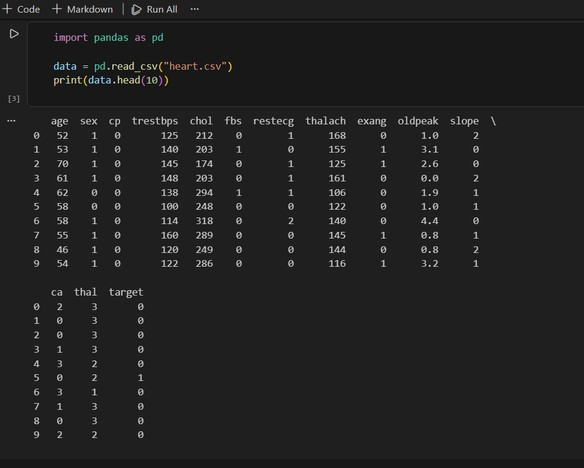 + Code + Markdown Run All ...
import pandas as pd
data = pd.read_csv("heart.csv")
print(data.head(10))
[3]
... age sex cp trestbps chol fbs restecg thalach exang oldpeak slope \
0 52 1 0 125 212 0 1 168 0 1.0 2
1 53 1 0 140 203 1 0 155 1 3.1 0
2 70 1 0 145 174 0 1 125 1 2.6 0
3 61 1 0 148 203 0 1 161 0 0.0 2
4 62 0 0 138 294 1 1 106 0 1.9 1
5 58 0 0 100 248 0 0 122 0 1.0 1
6 58 1 0 114 318 0 2 140 0 4.4 0
7 55 1 0 160 289 0 0 145 1 0.8 1
8 46 1 0 120 249 0 0 144 0 0.8 2
9 54 1 0 122 286 0 0 116 1 3.2 1
ca thal target
0 2 3 0
1 0 3 0
2 0 3 0
3 1 3 0
4 3 2 0
5 0 2 1
6 3 1 0
7 1 3 0
8 0 3 0
9 2 2 0